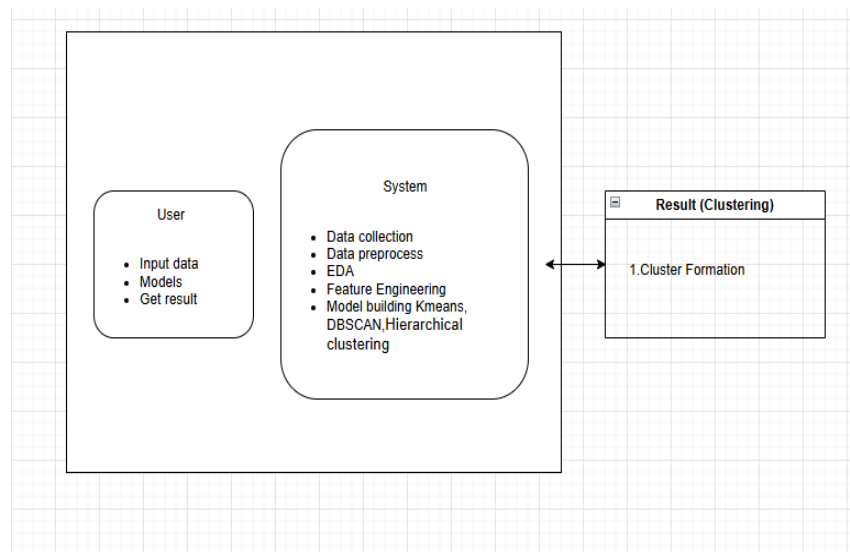 User
Input data
Models
Get result
System
Data collection
Data preprocess
EDA
Feature Engineering
Model building Kmeans,
DBSCAN,Hierarchical
clustering
Result (Clustering)
1.Cluster Formation